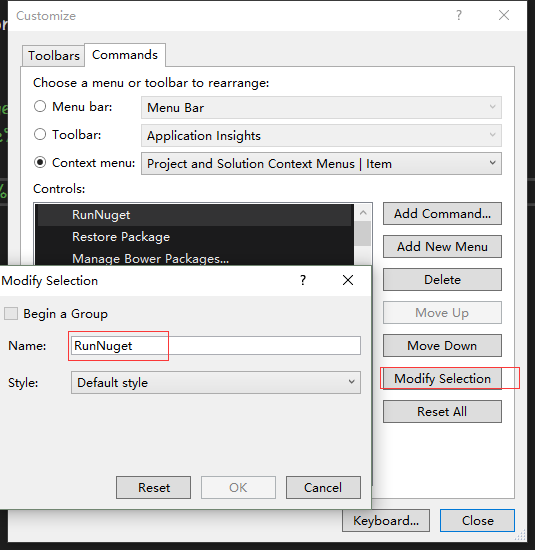 Customize
Toolbars
Commands
Choose a menu or toolbar to rearrange:
Menu bar:
Menu Bar
Toolbar:
Application Insights
Context menu:
Project and Solution Context Menus | Item
Controls:
RunNuget
Restore Package
Manage Bower Packages...
Add Command...
Add New Menu
Delete
Move Up
Move Down
Modify Selection
Reset All
Modify Selection
Begin a Group
Name:
RunNuget
Style:
Default style
Reset
OK
Cancel
Keyboard...
Close